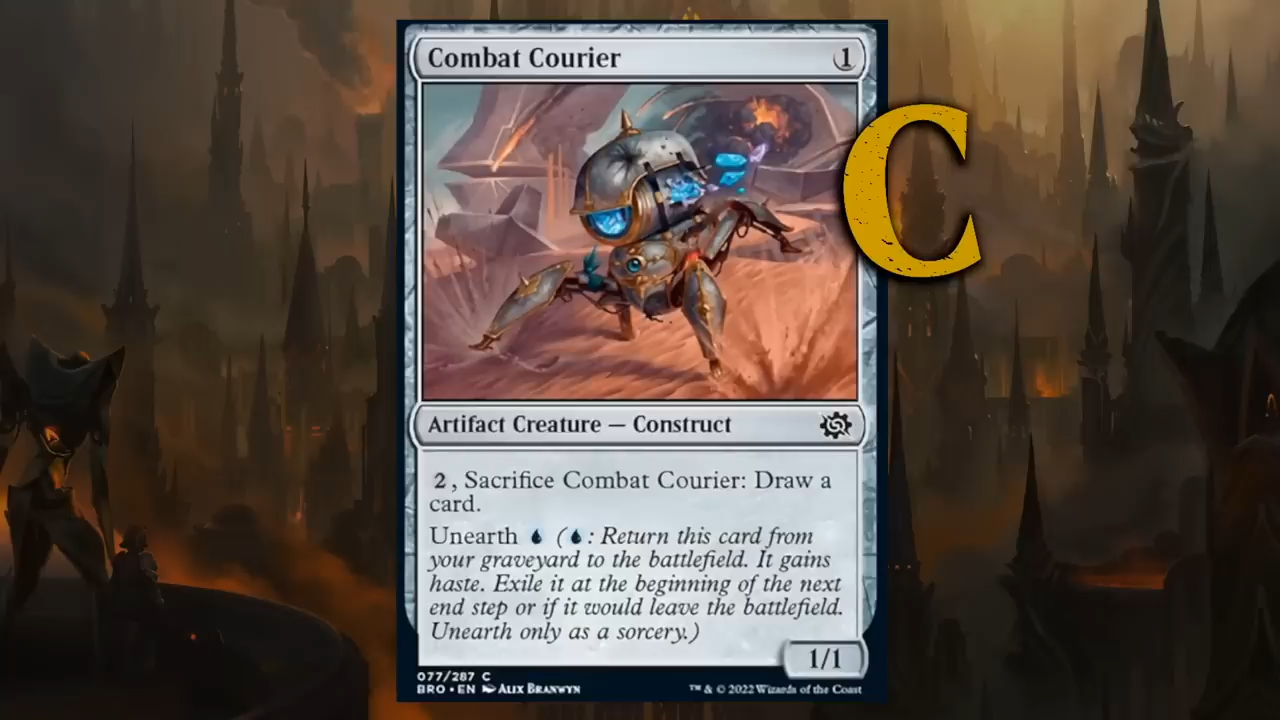 Combat Courier 1
C
Artifact Creature — Construct
2, Sacrifice Combat Courier: Draw a
card.
Unearth (: Return this card from
your graveyard to the battlefield. It gains
haste. Exile it at the beginning of the next
end step or if it would leave the battlefield.
Unearth only as a sorcery.)
1/1
077/287 C
BRO • EN Alix Branwyn
™ & © 2022 Wizards of the Coast